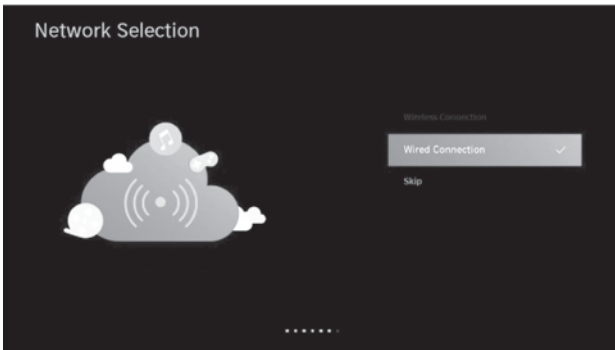 Network Selection
Wireless Connection
Wired Connection
Skip